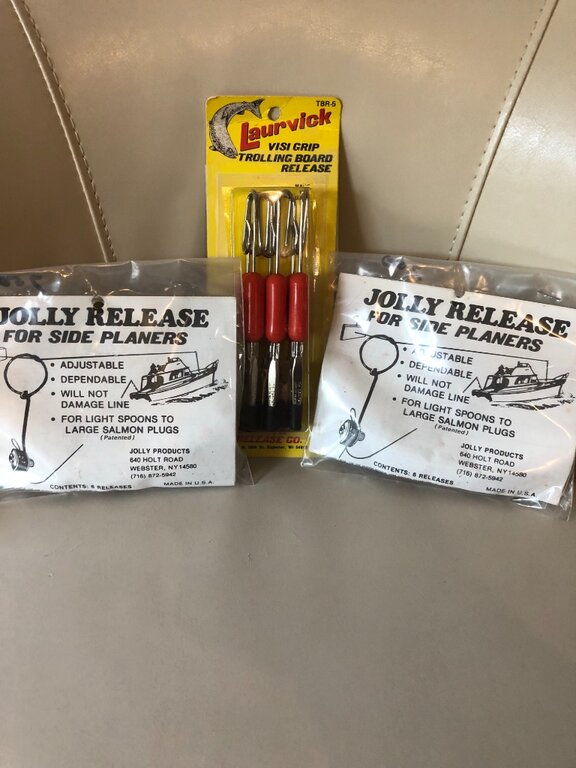 TBR-5
Laurvick
VISI GRIP
TROLLING BOARD
RELEASE
RELEASE CO.
JOLLY RELEASE
FOR SIDE PLANERS
• ADJUSTABLE
• DEPENDABLE
• WILL NOT
DAMAGE LINE
• FOR LIGHT SPOONS TO
LARGE SALMON PLUGS
(Patented)
JOLLY PRODUCTS
640 HOLT ROAD
WEBSTER, NY 14580
(716) 872-5942
CONTENTS: 6 RELEASES
MADE IN U.S.A.
JOLLY RELEASE
FOR SIDE PLANERS
• ADJUSTABLE
• DEPENDABLE
• WILL NOT
DAMAGE LINE
• FOR LIGHT SPOONS TO
LARGE SALMON PLUGS
(Patented)
JOLLY PRODUCTS
640 HOLT ROAD
WEBSTER, NY 14580
(716) 872-5942
CONTENTS: 6 RELEASES
MADE IN U.S.A.